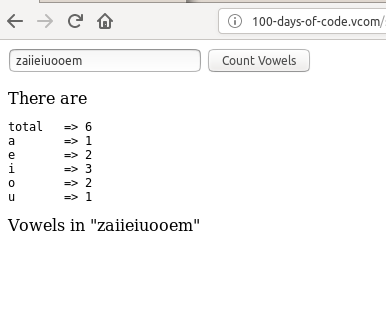 100-days-of-code.vcom/
zaiieiuooem Count Vowels
There are
total => 6
a => 1
e => 2
i => 3
o => 2
u => 1
Vowels in "zaiieiuooem"